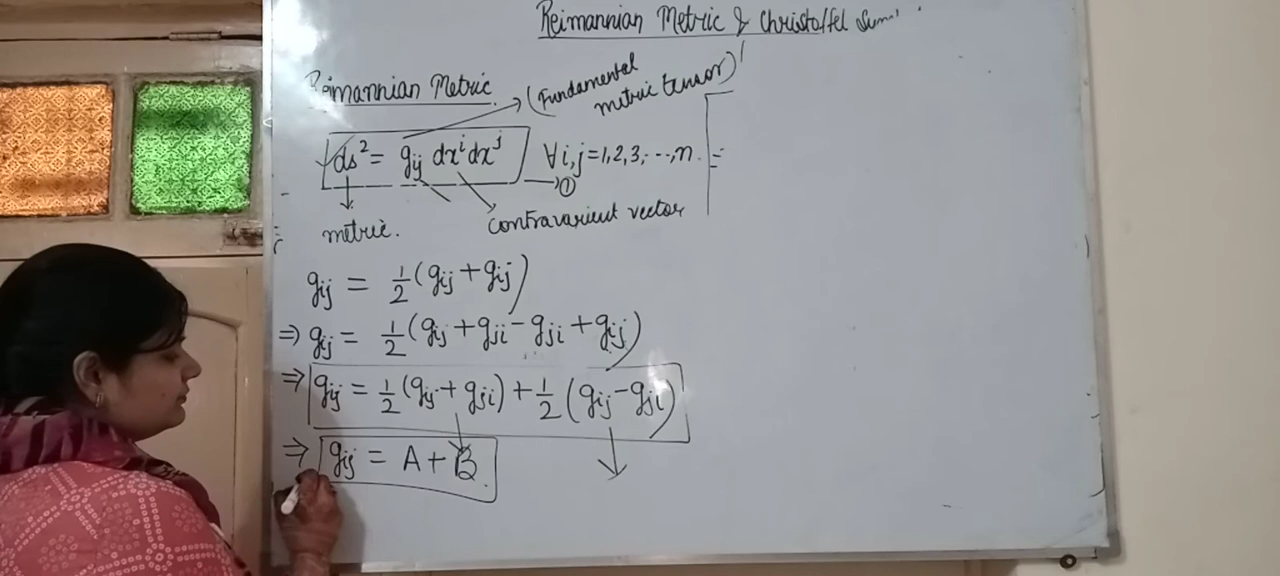 Reimannian Metric & Christoffel
Reimannian Metric
(Fundamental
metric tensor)
ds² = gij dxⁱ dxʲ ∀ i,j = 1,2,3,---,n. =
①
metric.
contravarient vector
gij = 1/2 (gij + gij)
⇒ gij = 1/2 (gij + gji - gji + gij)
⇒ gij = 1/2 (gij + gji) + 1/2 (gij - gji)
⇒ gij = A + B